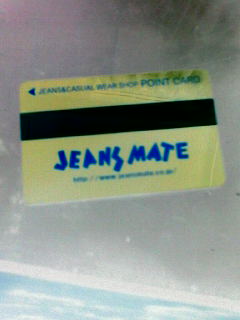 ◀ JEANS&CASUAL WEAR SHOP POINT CARD
JEANS MATE
http://www.jeansmate.co.jp/